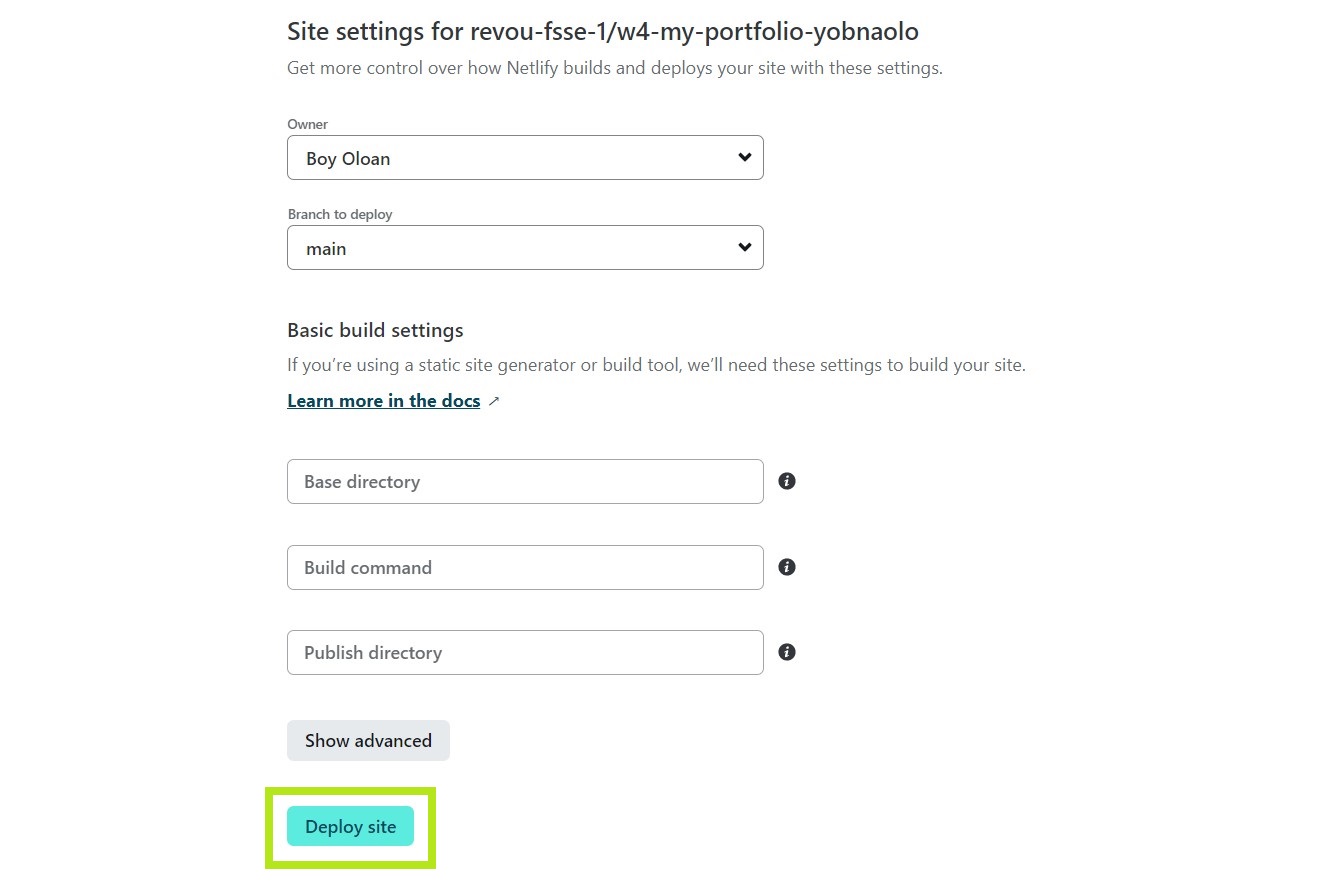 Site settings for revou-fsse-1/w4-my-portfolio-yobnaolo
Get more control over how Netlify builds and deploys your site with these settings.
Owner
Boy Oloan
Branch to deploy
main
Basic build settings
If you’re using a static site generator or build tool, we’ll need these settings to build your site.
Learn more in the docs ↗
Base directory
Build command
Publish directory
Show advanced
Deploy site